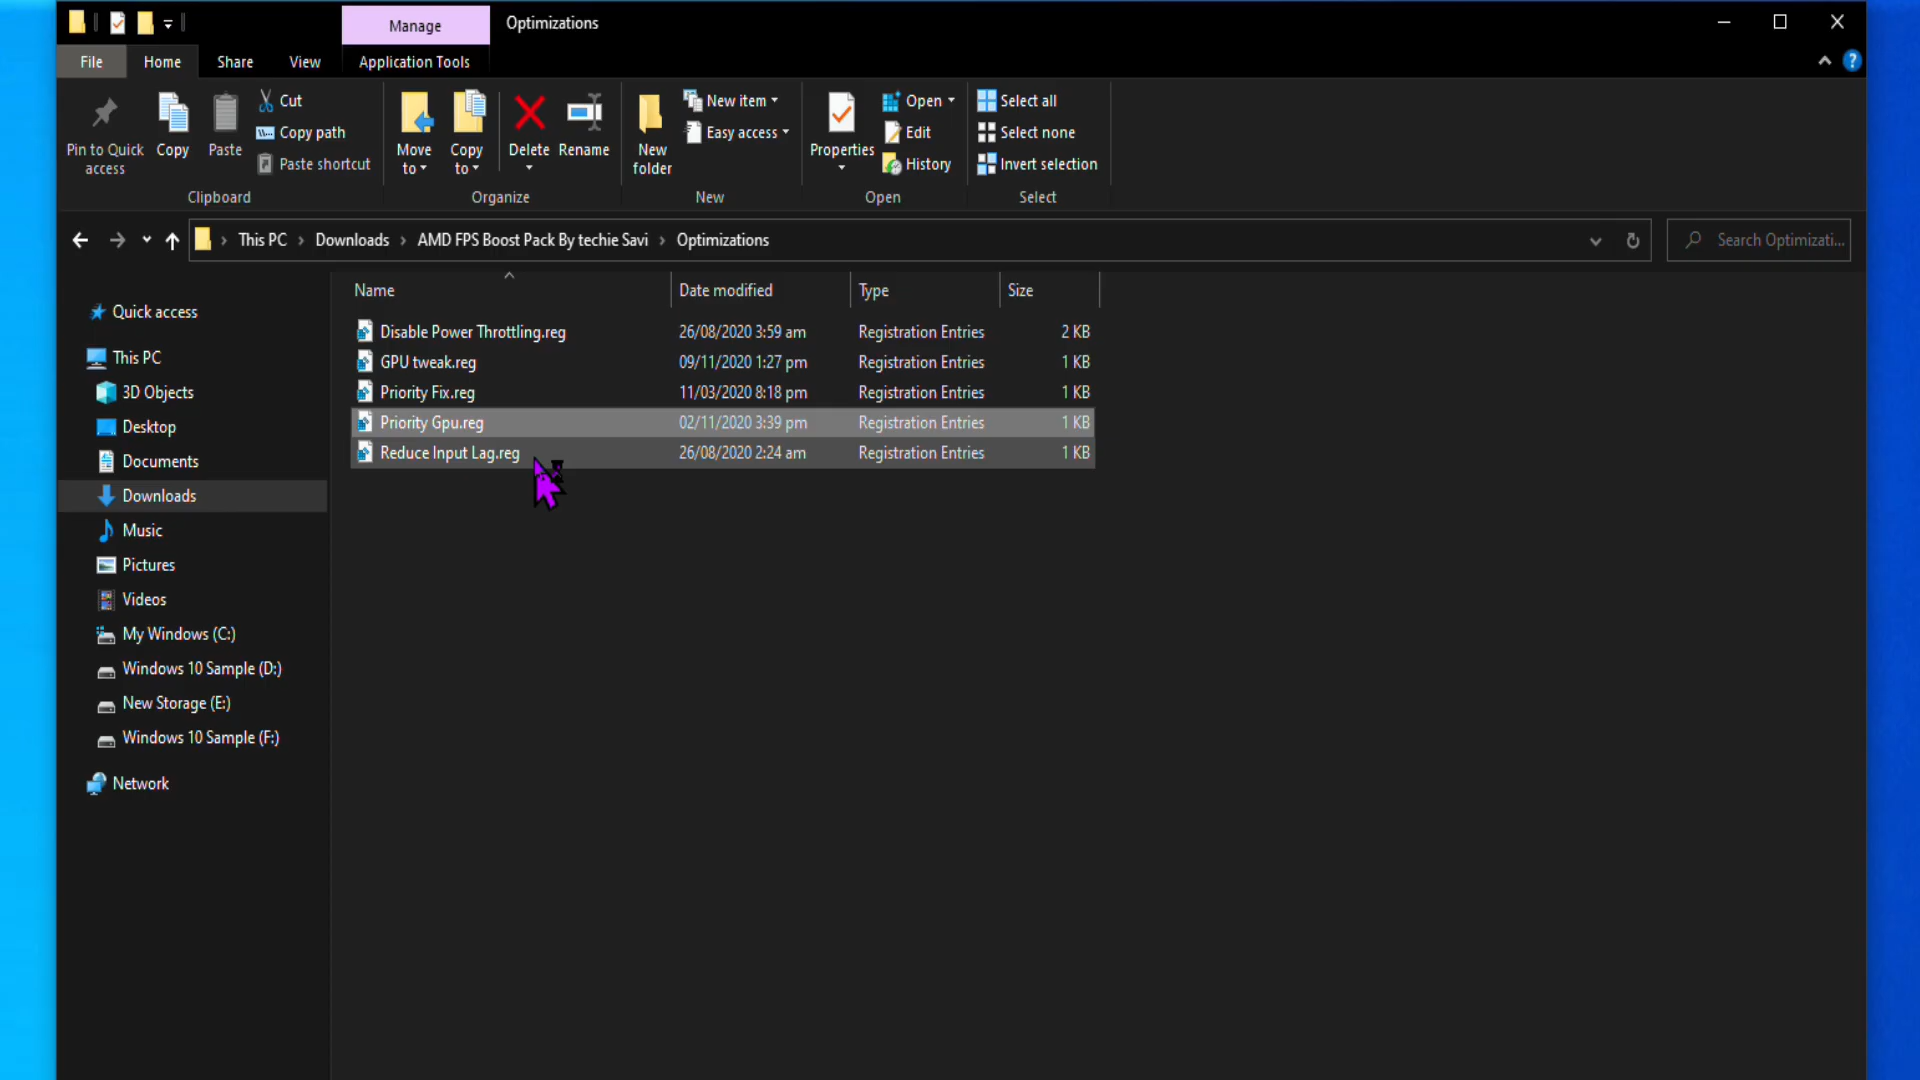 Manage
Optimizations
File
Home
Share
View
Application Tools
Pin to Quick access
Copy
Paste
Cut
Copy path
Paste shortcut
Clipboard
Move to
Copy to
Delete
Rename
Organize
New folder
New item
Easy access
New
Properties
Open
Edit
History
Open
Select all
Select none
Invert selection
Select
This PC > Downloads > AMD FPS Boost Pack By techie Savi > Optimizations
Search Optimizati...
Name Date modified Type Size
Disable Power Throttling.reg 26/08/2020 3:59 am Registration Entries 2 KB
GPU tweak.reg 09/11/2020 1:27 pm Registration Entries 1 KB
Priority Fix.reg 11/03/2020 8:18 pm Registration Entries 1 KB
Priority Gpu.reg 02/11/2020 3:39 pm Registration Entries 1 KB
Reduce Input Lag.reg 26/08/2020 2:24 am Registration Entries 1 KB
Quick access
This PC
3D Objects
Desktop
Documents
Downloads
Music
Pictures
Videos
My Windows (C:)
Windows 10 Sample (D:)
New Storage (E:)
Windows 10 Sample (F:)
Network